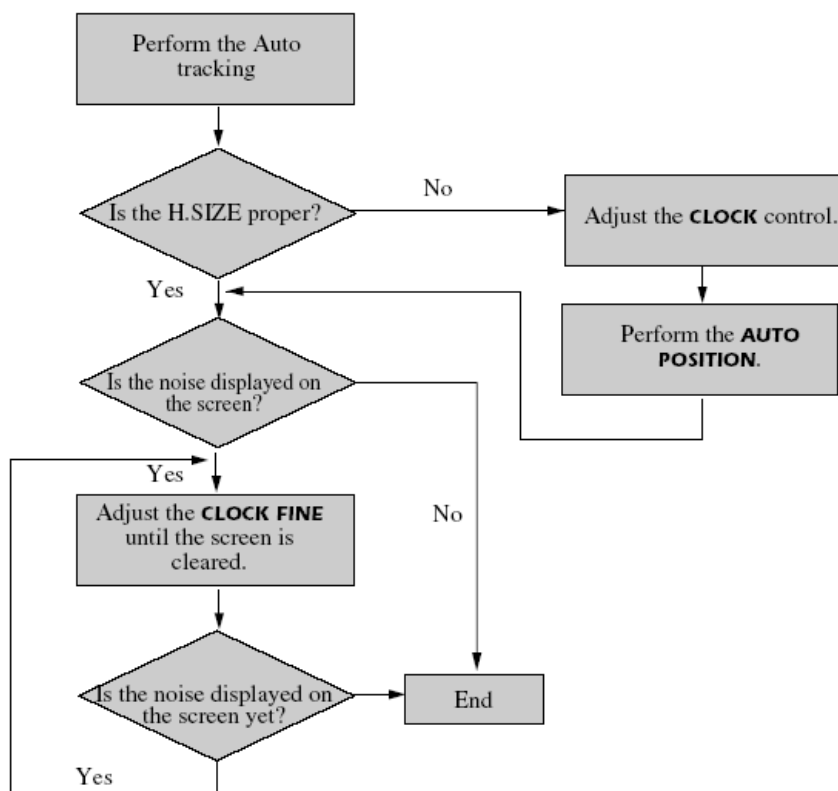 Perform the Auto
tracking
Is the H.SIZE proper?
No
Adjust the CLOCK control.
Yes
Perform the AUTO
POSITION.
Is the noise displayed on
the screen?
Yes
Adjust the CLOCK FINE
until the screen is
cleared.
No
Is the noise displayed on
the screen yet?
End
Yes